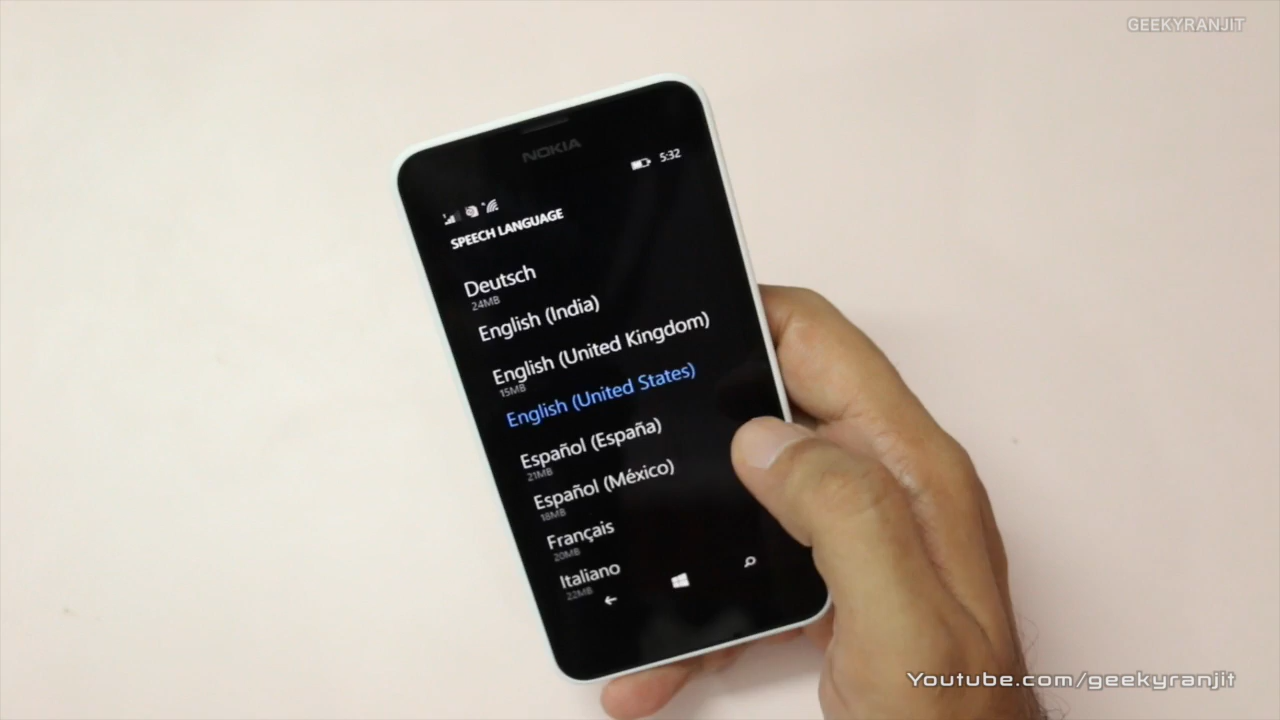 GEEKYRANJIT
NOKIA
5:32
SPEECH LANGUAGE
Deutsch
24MB
English (India)
English (United Kingdom)
15MB
English (United States)
Español (España)
21MB
Español (México)
18MB
Français
20MB
Italiano
22MB
Youtube.com/geekyranjit